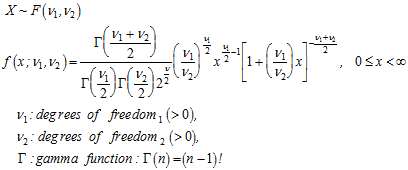 X ~ F(ν₁,ν₂)
f(x;ν₁,ν₂)= Γ((ν₁+ν₂)/2) / (Γ(ν₁/2)Γ(ν₂/2)2^(ν/2)) (ν₁/ν₂)^(ν₁/2) x^(ν₁/2 −1) [1+(ν₁/ν₂)x]^(−(ν₁+ν₂)/2), 0≤x<∞
ν₁: degrees of freedom₁(>0),
ν₂: degrees of freedom₂(>0),
Γ: gamma function: Γ(n)=(n−1)!